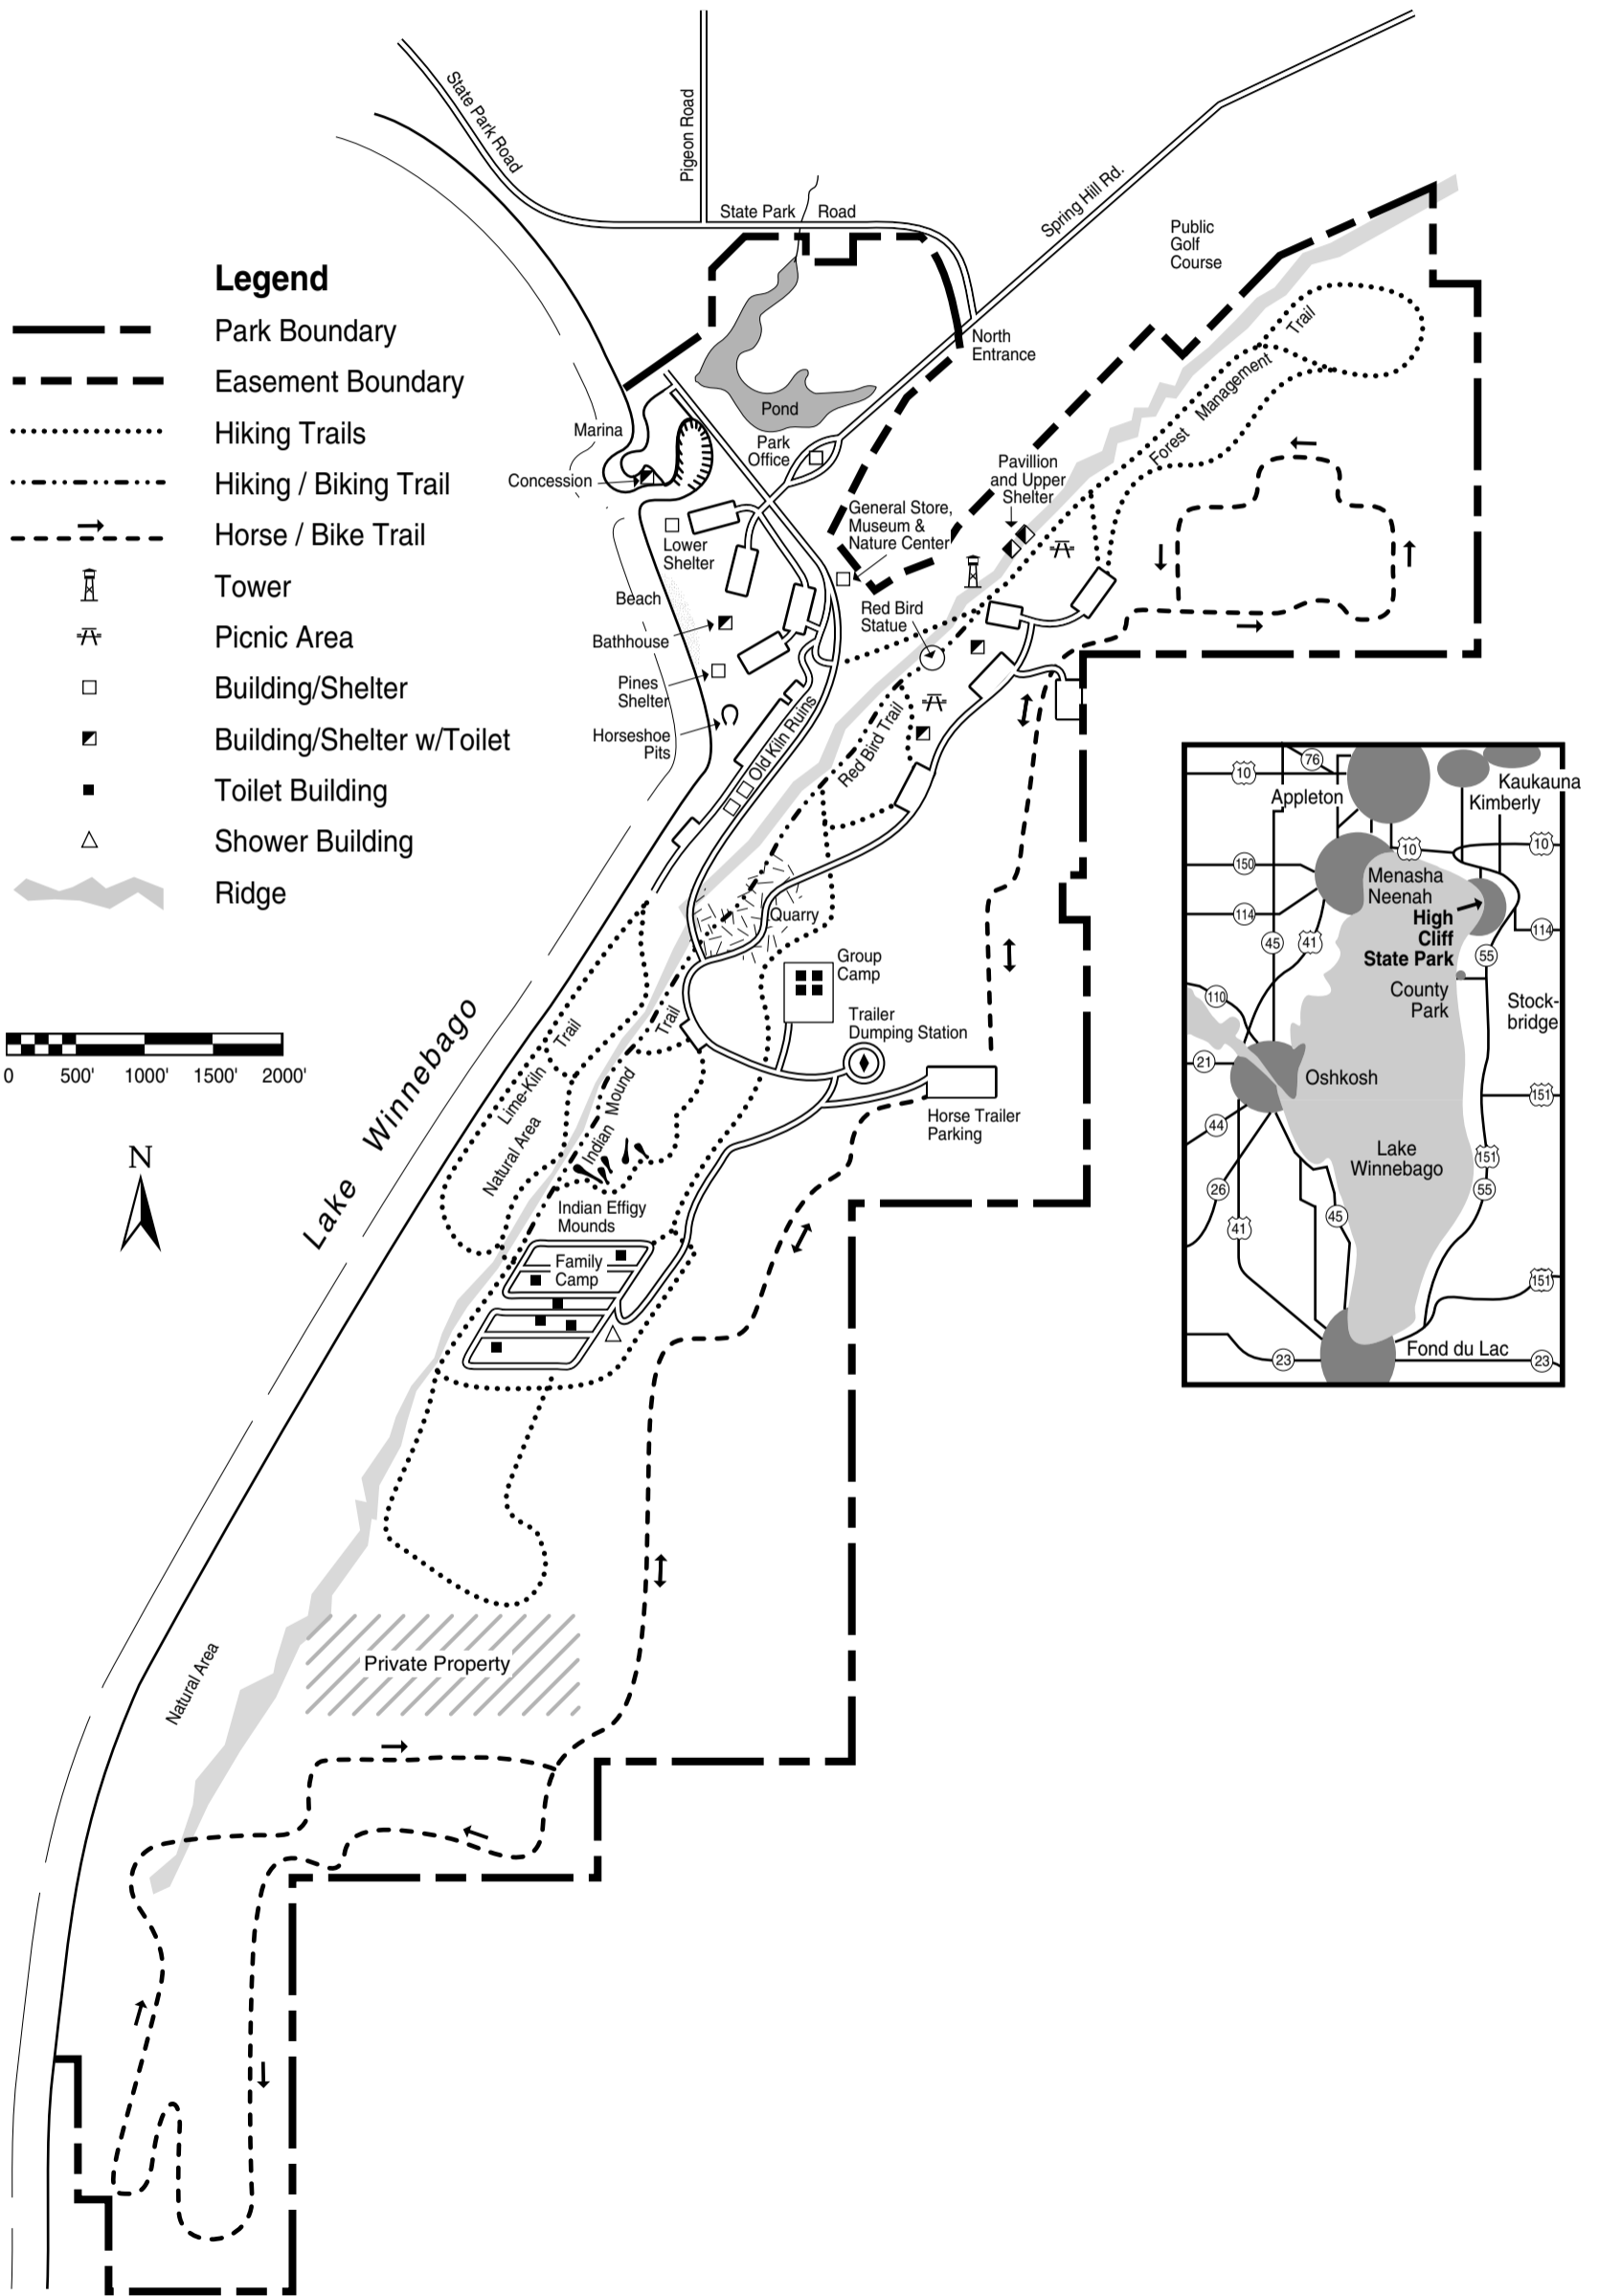 State Park Road
Pigeon Road
State Park Road
Spring Hill Rd.
Public
Golf
Course
Legend
Park Boundary
Easement Boundary
Hiking Trails
Hiking / Biking Trail
Horse / Bike Trail
Tower
Picnic Area
Building/Shelter
Building/Shelter w/Toilet
Toilet Building
Shower Building
Ridge
North
Entrance
Forest Management Trail
Pond
Marina
Park
Office
Concession
Pavillion
and Upper
Shelter
General Store,
Museum &
Nature Center
Lower
Shelter
Beach
Red Bird
Statue
Bathhouse
Pines
Shelter
Horseshoe
Pits
Old Kiln Ruins
Red Bird Trail
Quarry
Group
Camp
Trailer
Dumping Station
Horse Trailer
Parking
Lime-Kiln Trail
Natural Area
Indian Mound Trail
Indian Effigy
Mounds
Family
Camp
Lake Winnebago
0 500' 1000' 1500' 2000'
N
Private Property
Natural Area
76
10
Kaukauna
Appleton
Kimberly
10
10
150
Menasha
Neenah
114
High
Cliff
State Park
114
45
41
55
County
Park
Stock-
bridge
110
21
Oshkosh
151
44
Lake
Winnebago
151
26
55
45
41
151
Fond du Lac
23
23